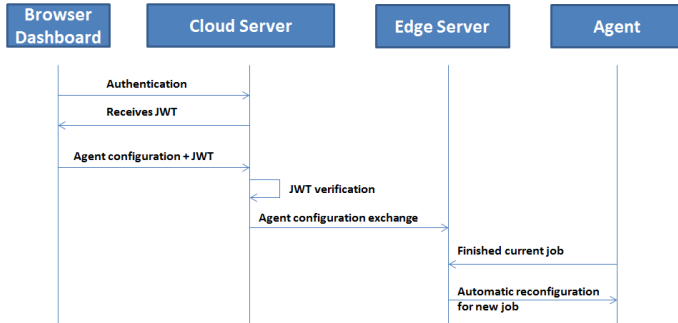 Browser
Dashboard
Cloud Server
Edge Server
Agent
Authentication
Receives JWT
Agent configuration + JWT
JWT verification
Agent configuration exchange
Finished current job
Automatic reconfiguration
for new job